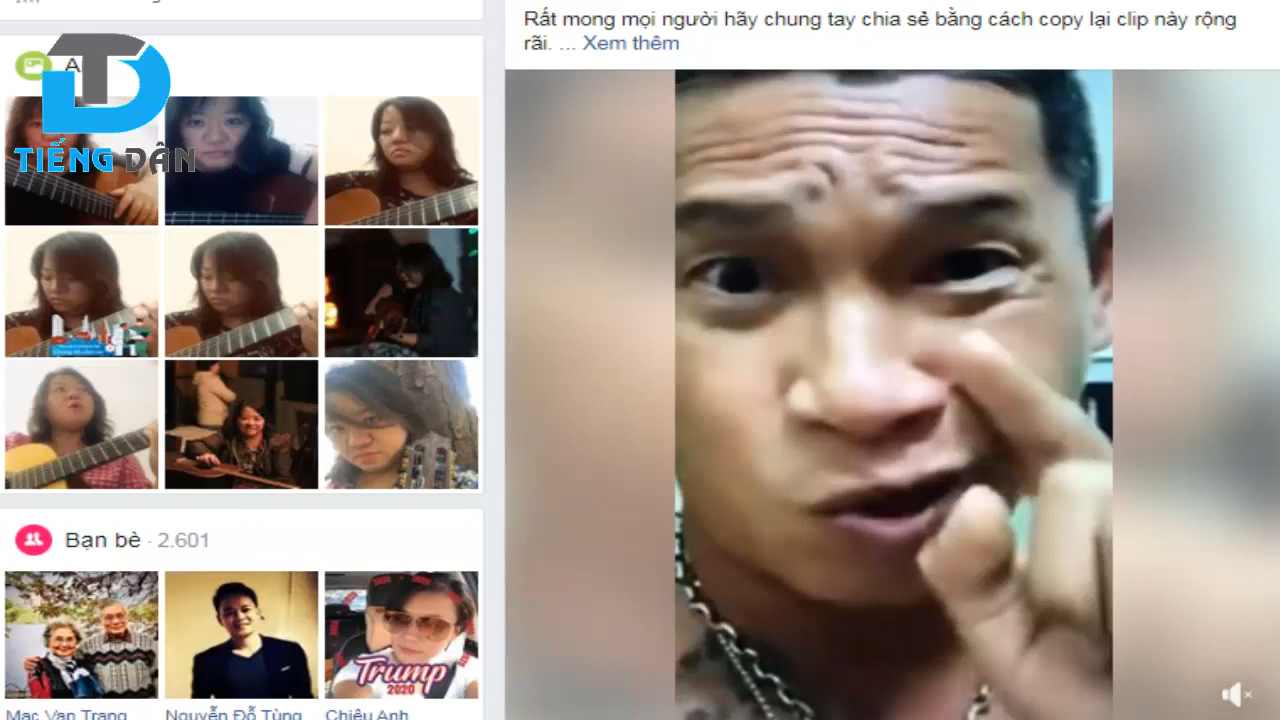 Rất mong mọi người hãy chung tay chia sẻ bằng cách copy lại clip này rộng
rãi. ... Xem thêm
TIẾNG DÂN
Bạn bè · 2.601
Trump
2020
Mac Van Trang
Nguyễn Đỗ Tùng
Chiêu Anh